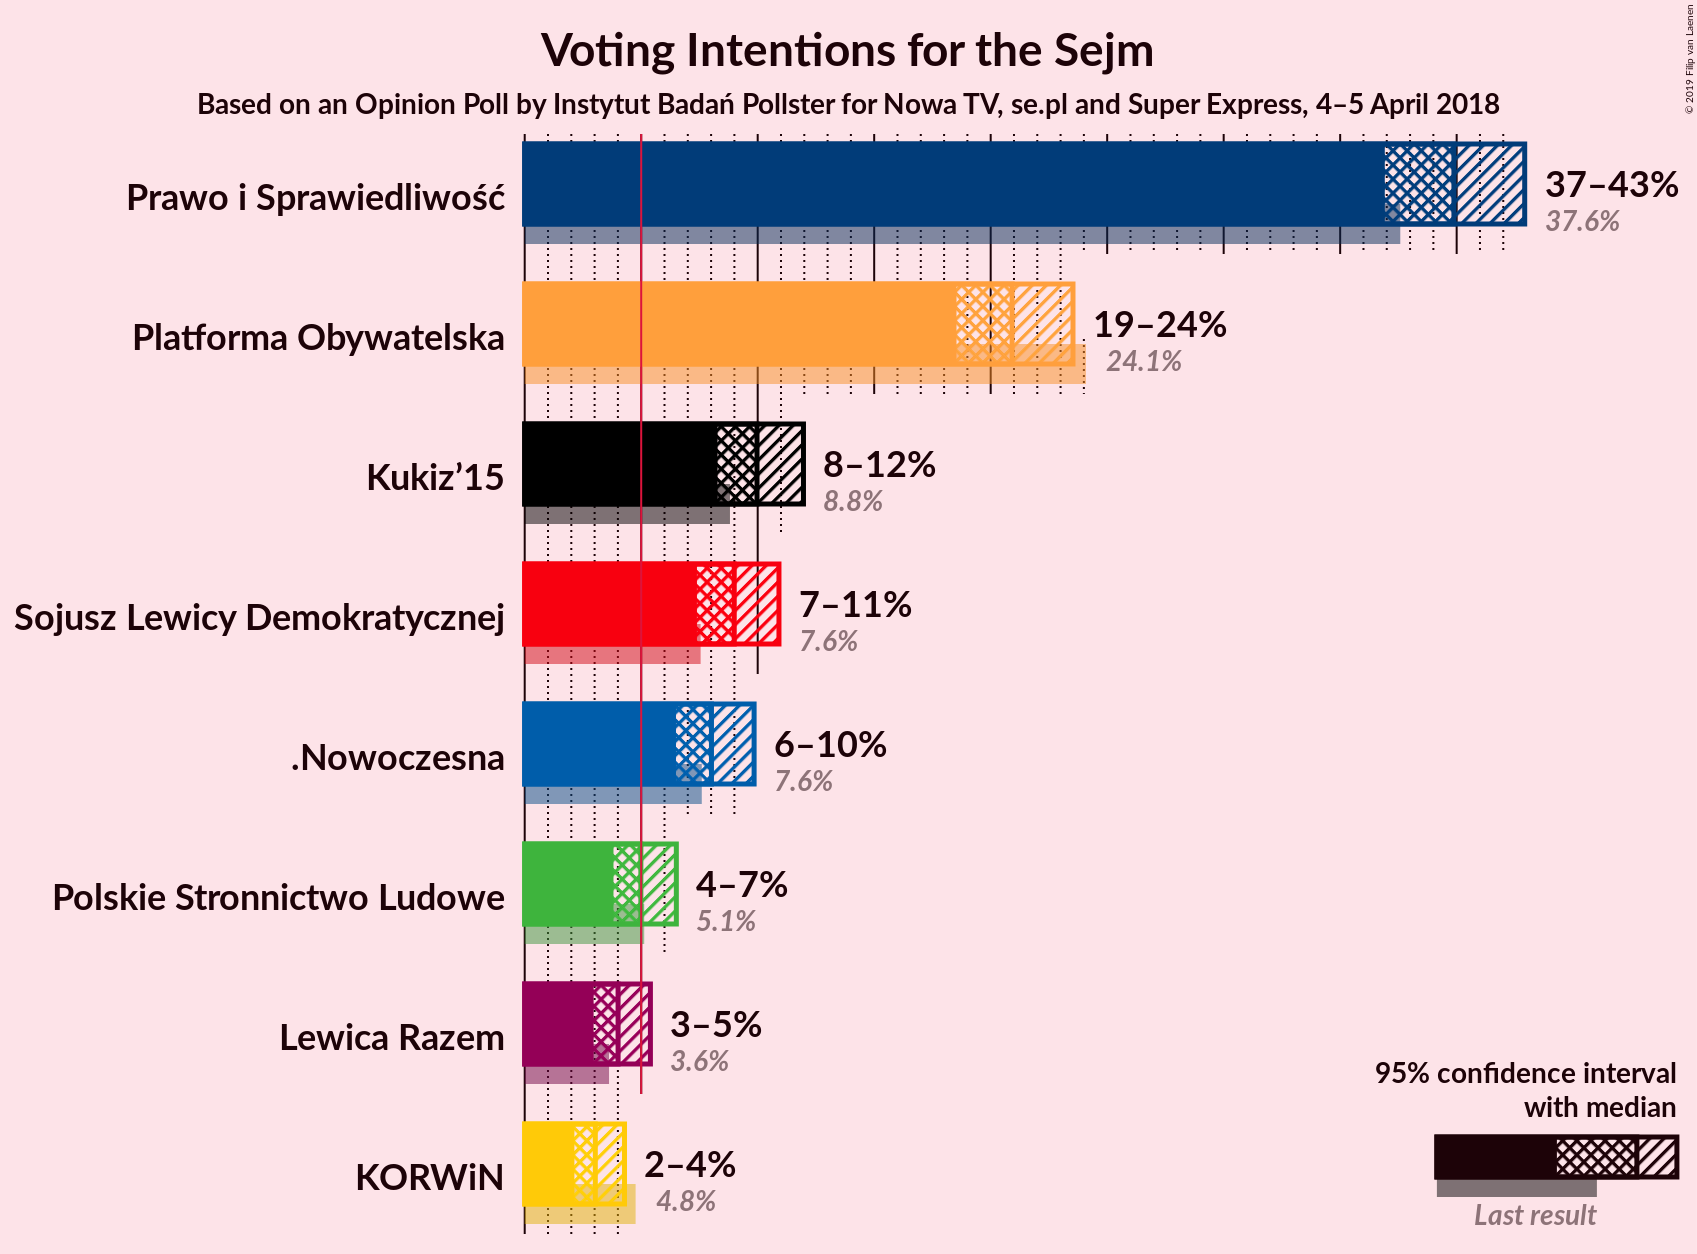 Voting Intentions for the Sejm
Based on an Opinion Poll by Instytut Badań Pollster for Nowa TV, se.pl and Super Express, 4–5 April 2018
© 2019 Filip van Laenen
Prawo i Sprawiedliwość
37–43%
37.6%
Platforma Obywatelska
19–24%
24.1%
Kukiz’15
8–12%
8.8%
Sojusz Lewicy Demokratycznej
7–11%
7.6%
.Nowoczesna
6–10%
7.6%
Polskie Stronnictwo Ludowe
4–7%
5.1%
Lewica Razem
3–5%
3.6%
KORWiN
2–4%
4.8%
95% confidence interval
with median
Last result